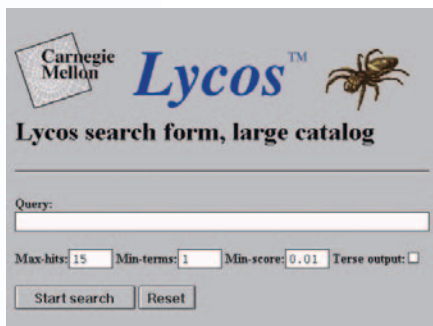 Carnegie
Mellon
Lycos™
Lycos search form, large catalog
Query:
Max-hits: 15 Min-terms: 1 Min-score: 0.01 Terse output:
Start search Reset